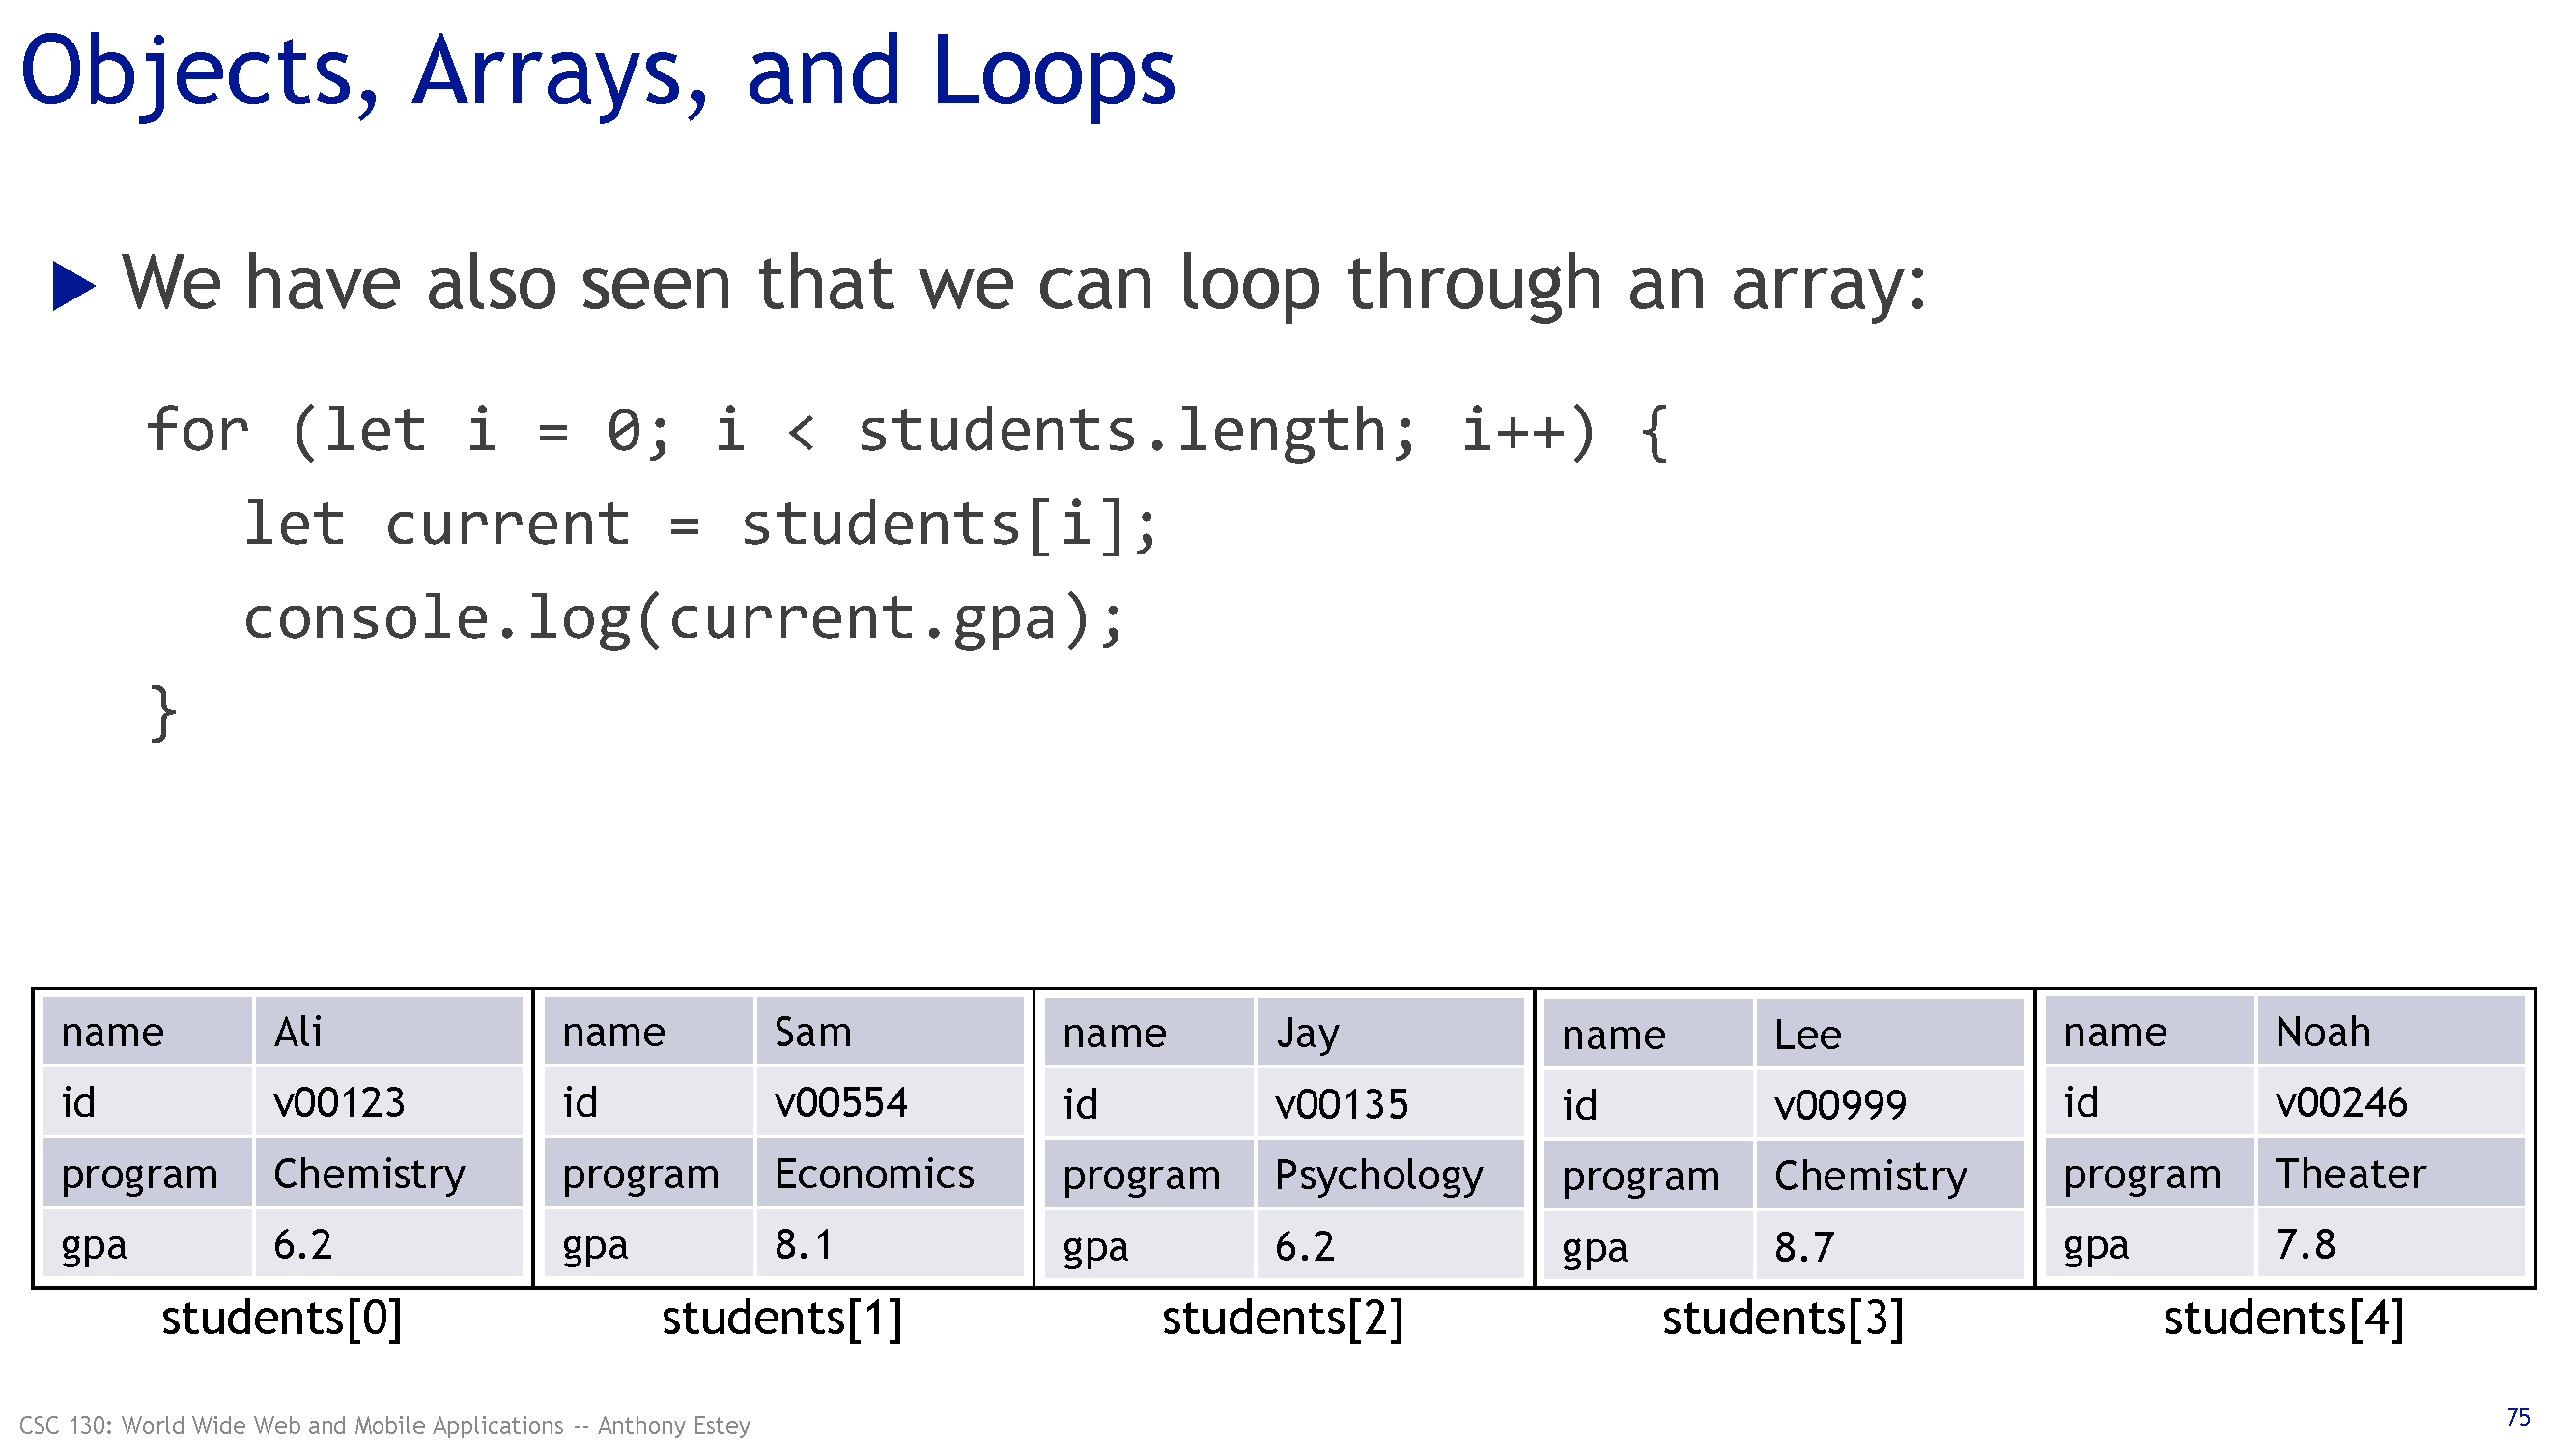 Objects, Arrays, and Loops
We have also seen that we can loop through an array:
for (let i = 0; i < students.length; i++) {
let current = students[i];
console.log(current.gpa);
}
name Ali name Sam name Jay name Lee name Noah
id v00123 id v00554 id v00135 id v00999 id v00246
program Chemistry program Economics program Psychology program Chemistry program Theater
gpa 6.2 gpa 8.1 gpa 6.2 gpa 8.7 gpa 7.8
students[0] students[1] students[2] students[3] students[4]
CSC 130: World Wide Web and Mobile Applications -- Anthony Estey
75